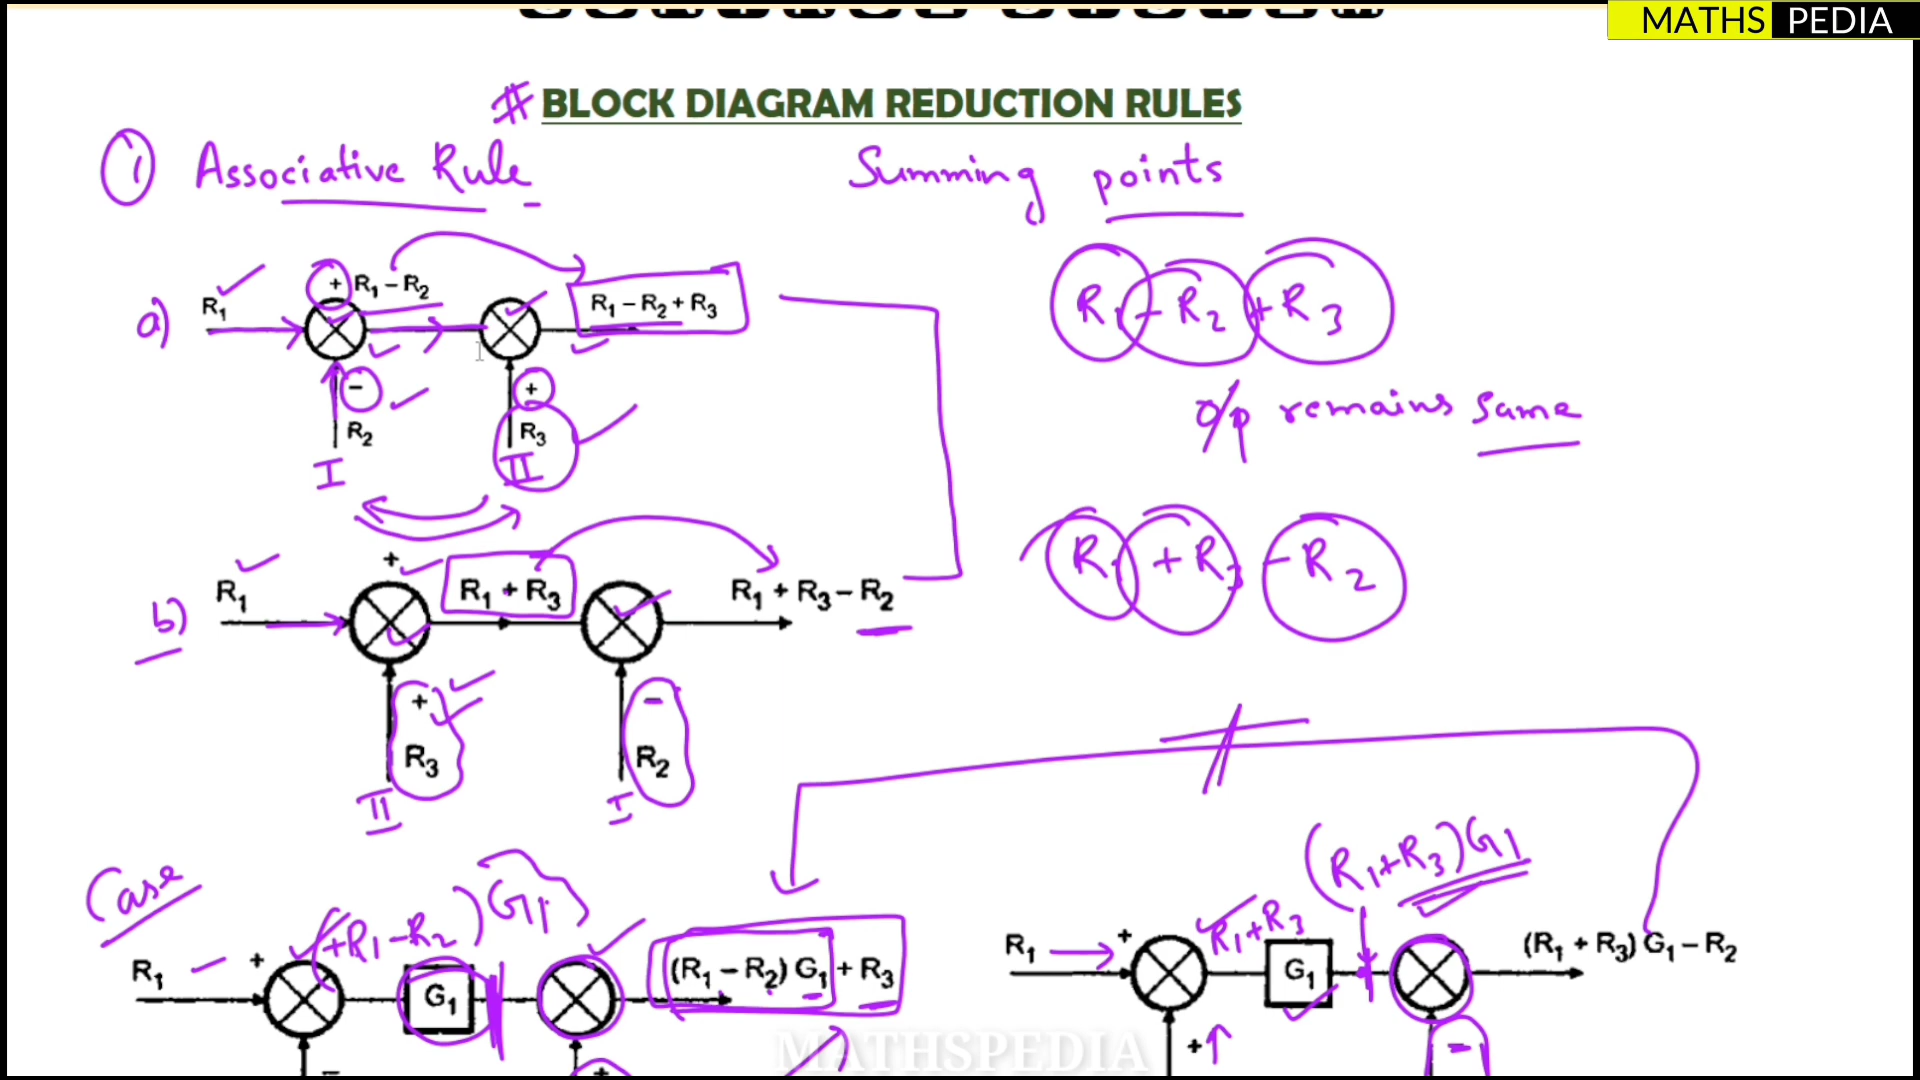 MATHS PEDIA
# BLOCK DIAGRAM REDUCTION RULES
1 Associative Rule
Summing points
a)
R₁
+
R₁ – R₂
R₁ – R₂ + R₃
–
R₂
I
+
R₃
II
R₁ – R₂ + R₃
o/p remains same
b)
R₁
+
R₁ + R₃
R₁ + R₃ – R₂
+
R₃
II
–
R₂
I
R₁ + R₃ – R₂
Case
R₁
+
(+R₁ – R₂) G₁
G₁
(R₁ – R₂) G₁ + R₃
–
+
R₁
+
R₁+R₃
G₁
(R₁+R₃)G₁
(R₁ + R₃) G₁ – R₂
+
–
MATHSPEDIA